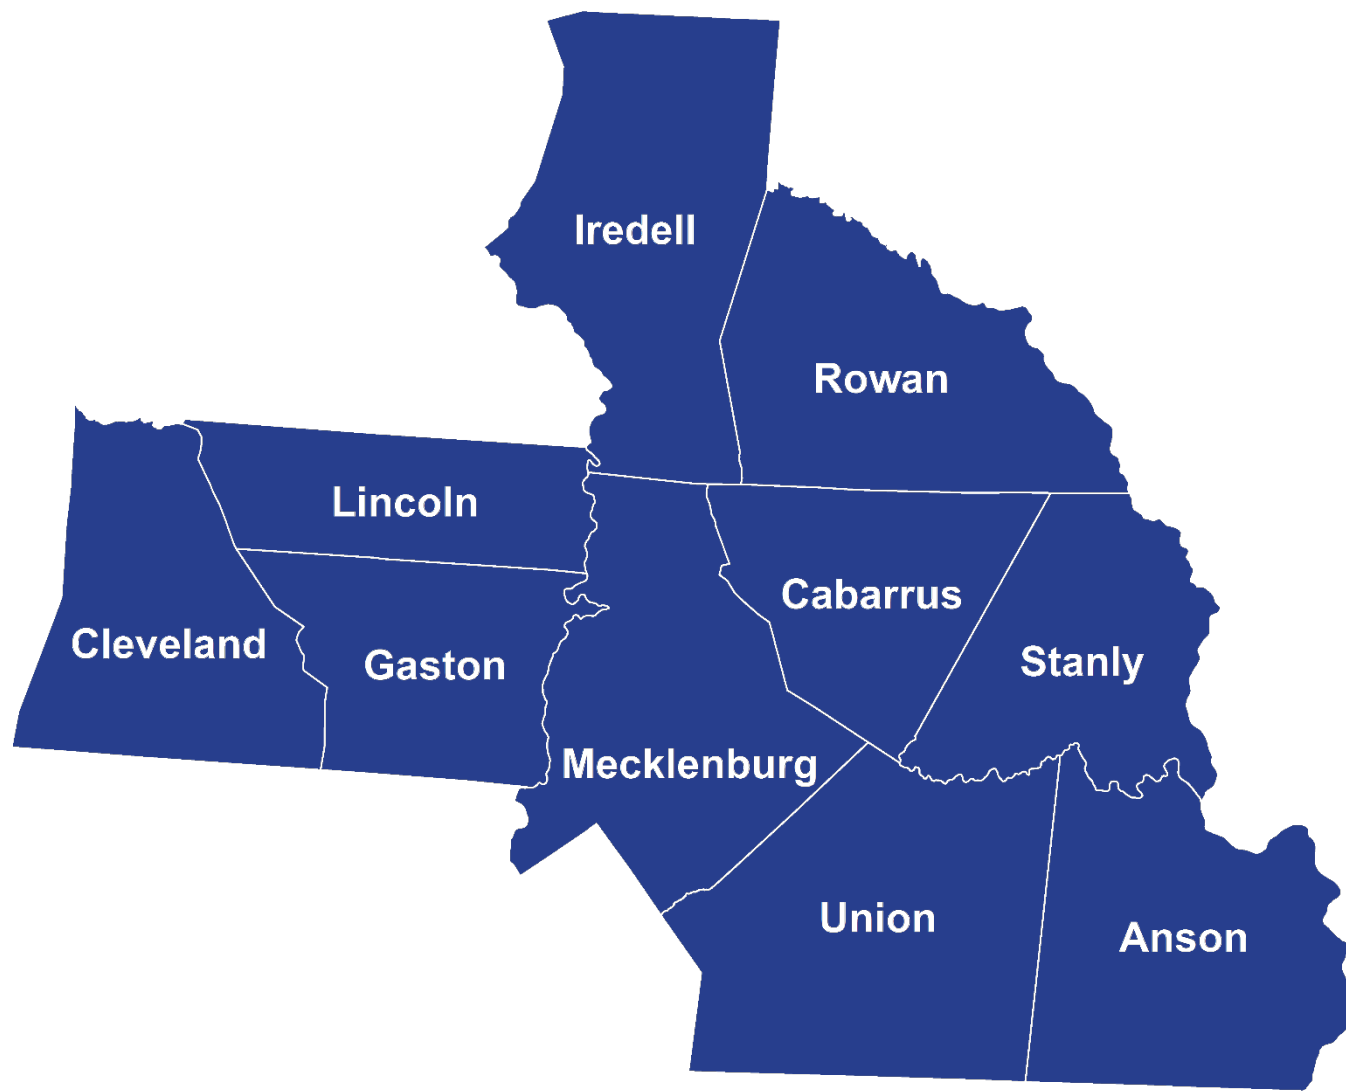 Iredell
Rowan
Lincoln
Cabarrus
Cleveland
Gaston
Stanly
Mecklenburg
Union
Anson